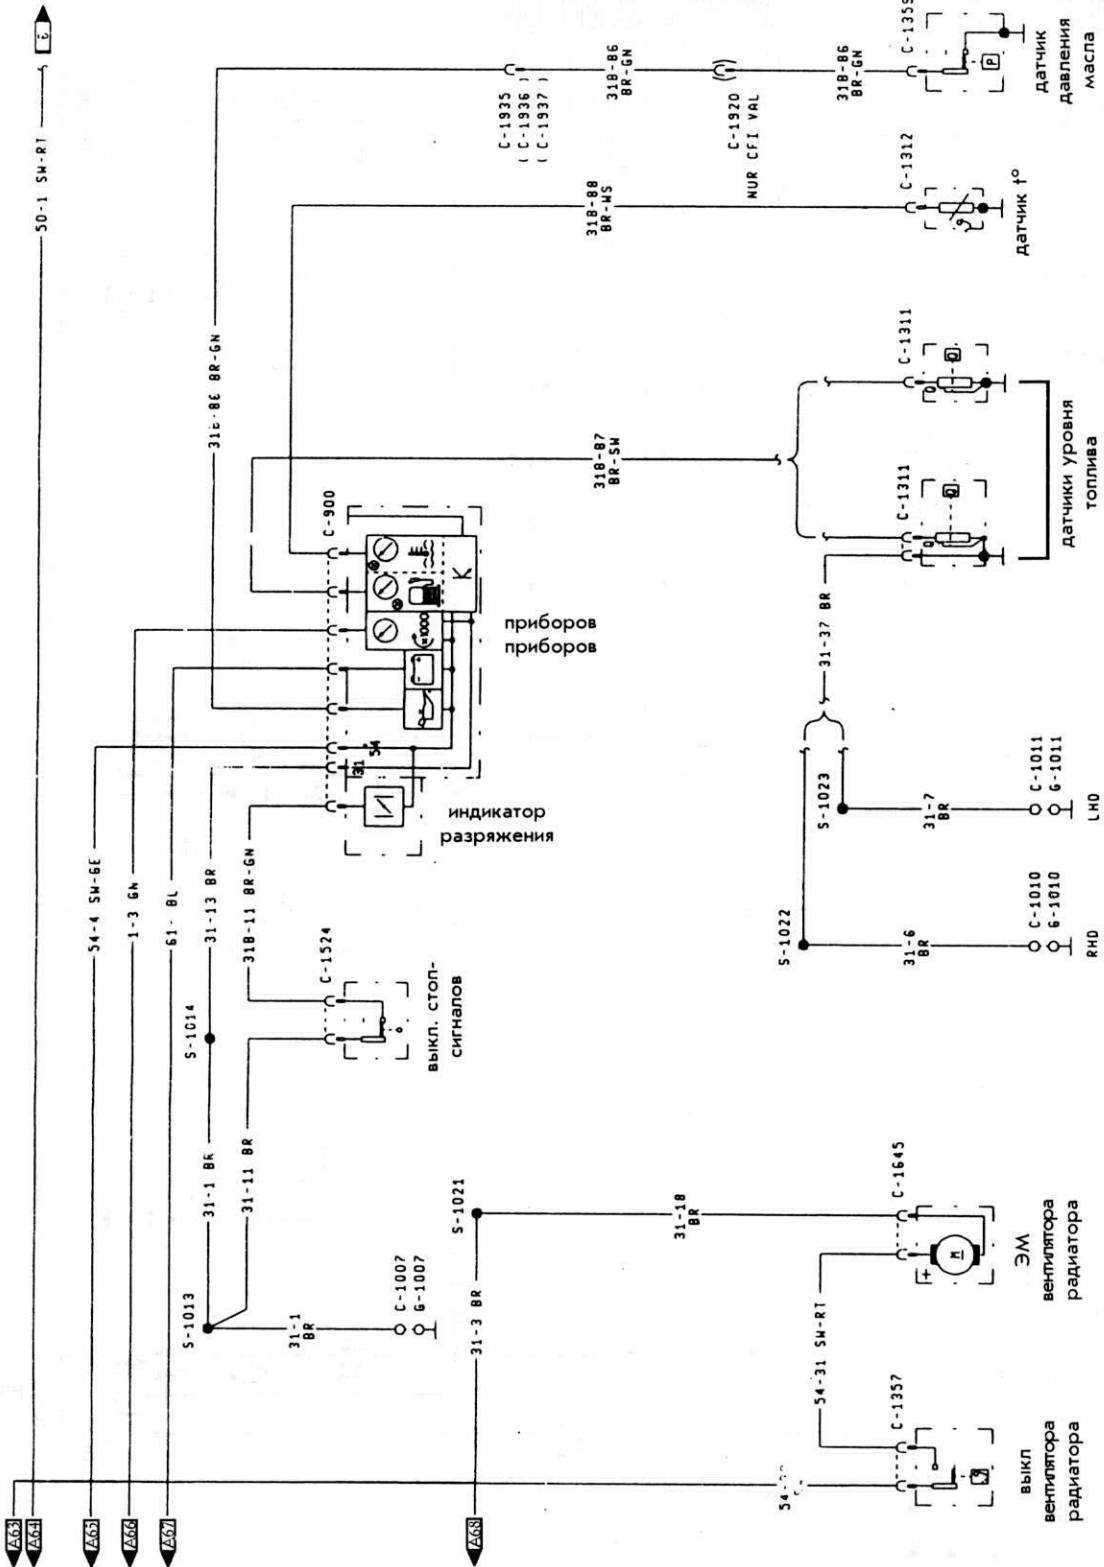 A63
A64
A65
A66
A67
A68
50-1 SW-RT
54-4 SW-GE
1-3 GN
BL
31-13 BR
31B-11 BR-GN
BR-GN
S-1014
S-1013
31-1 BR
31-11 BR
31-1
BR
C-1007
G-1007
C-1524
выкл. стоп-
сигналов
C-900
31
54
x1000
K
приборов
приборов
индикатор
разряжения
C-1935
( C-1936 )
( C-1937 )
31B-86
BR-GN
C-1920
NUR CFI VAL
31B-86
BR-GN
P
датчик
давления
масла
31B-88
BR-WS
C-1312
датчик t°
31B-87
BR-SW
C-1311
C-1311
Q
Q
датчики уровня
топлива
31-37 BR
S-1023
S-1022
31-7
BR
31-6
BR
C-1011
G-1011
LHD
C-1010
G-1010
RHD
S-1021
31-3 BR
31-18
BR
C-1645
+
M
ЭМ
вентилятора
радиатора
54-31 SW-RT
C-1357
выкл
вентилятора
радиатора